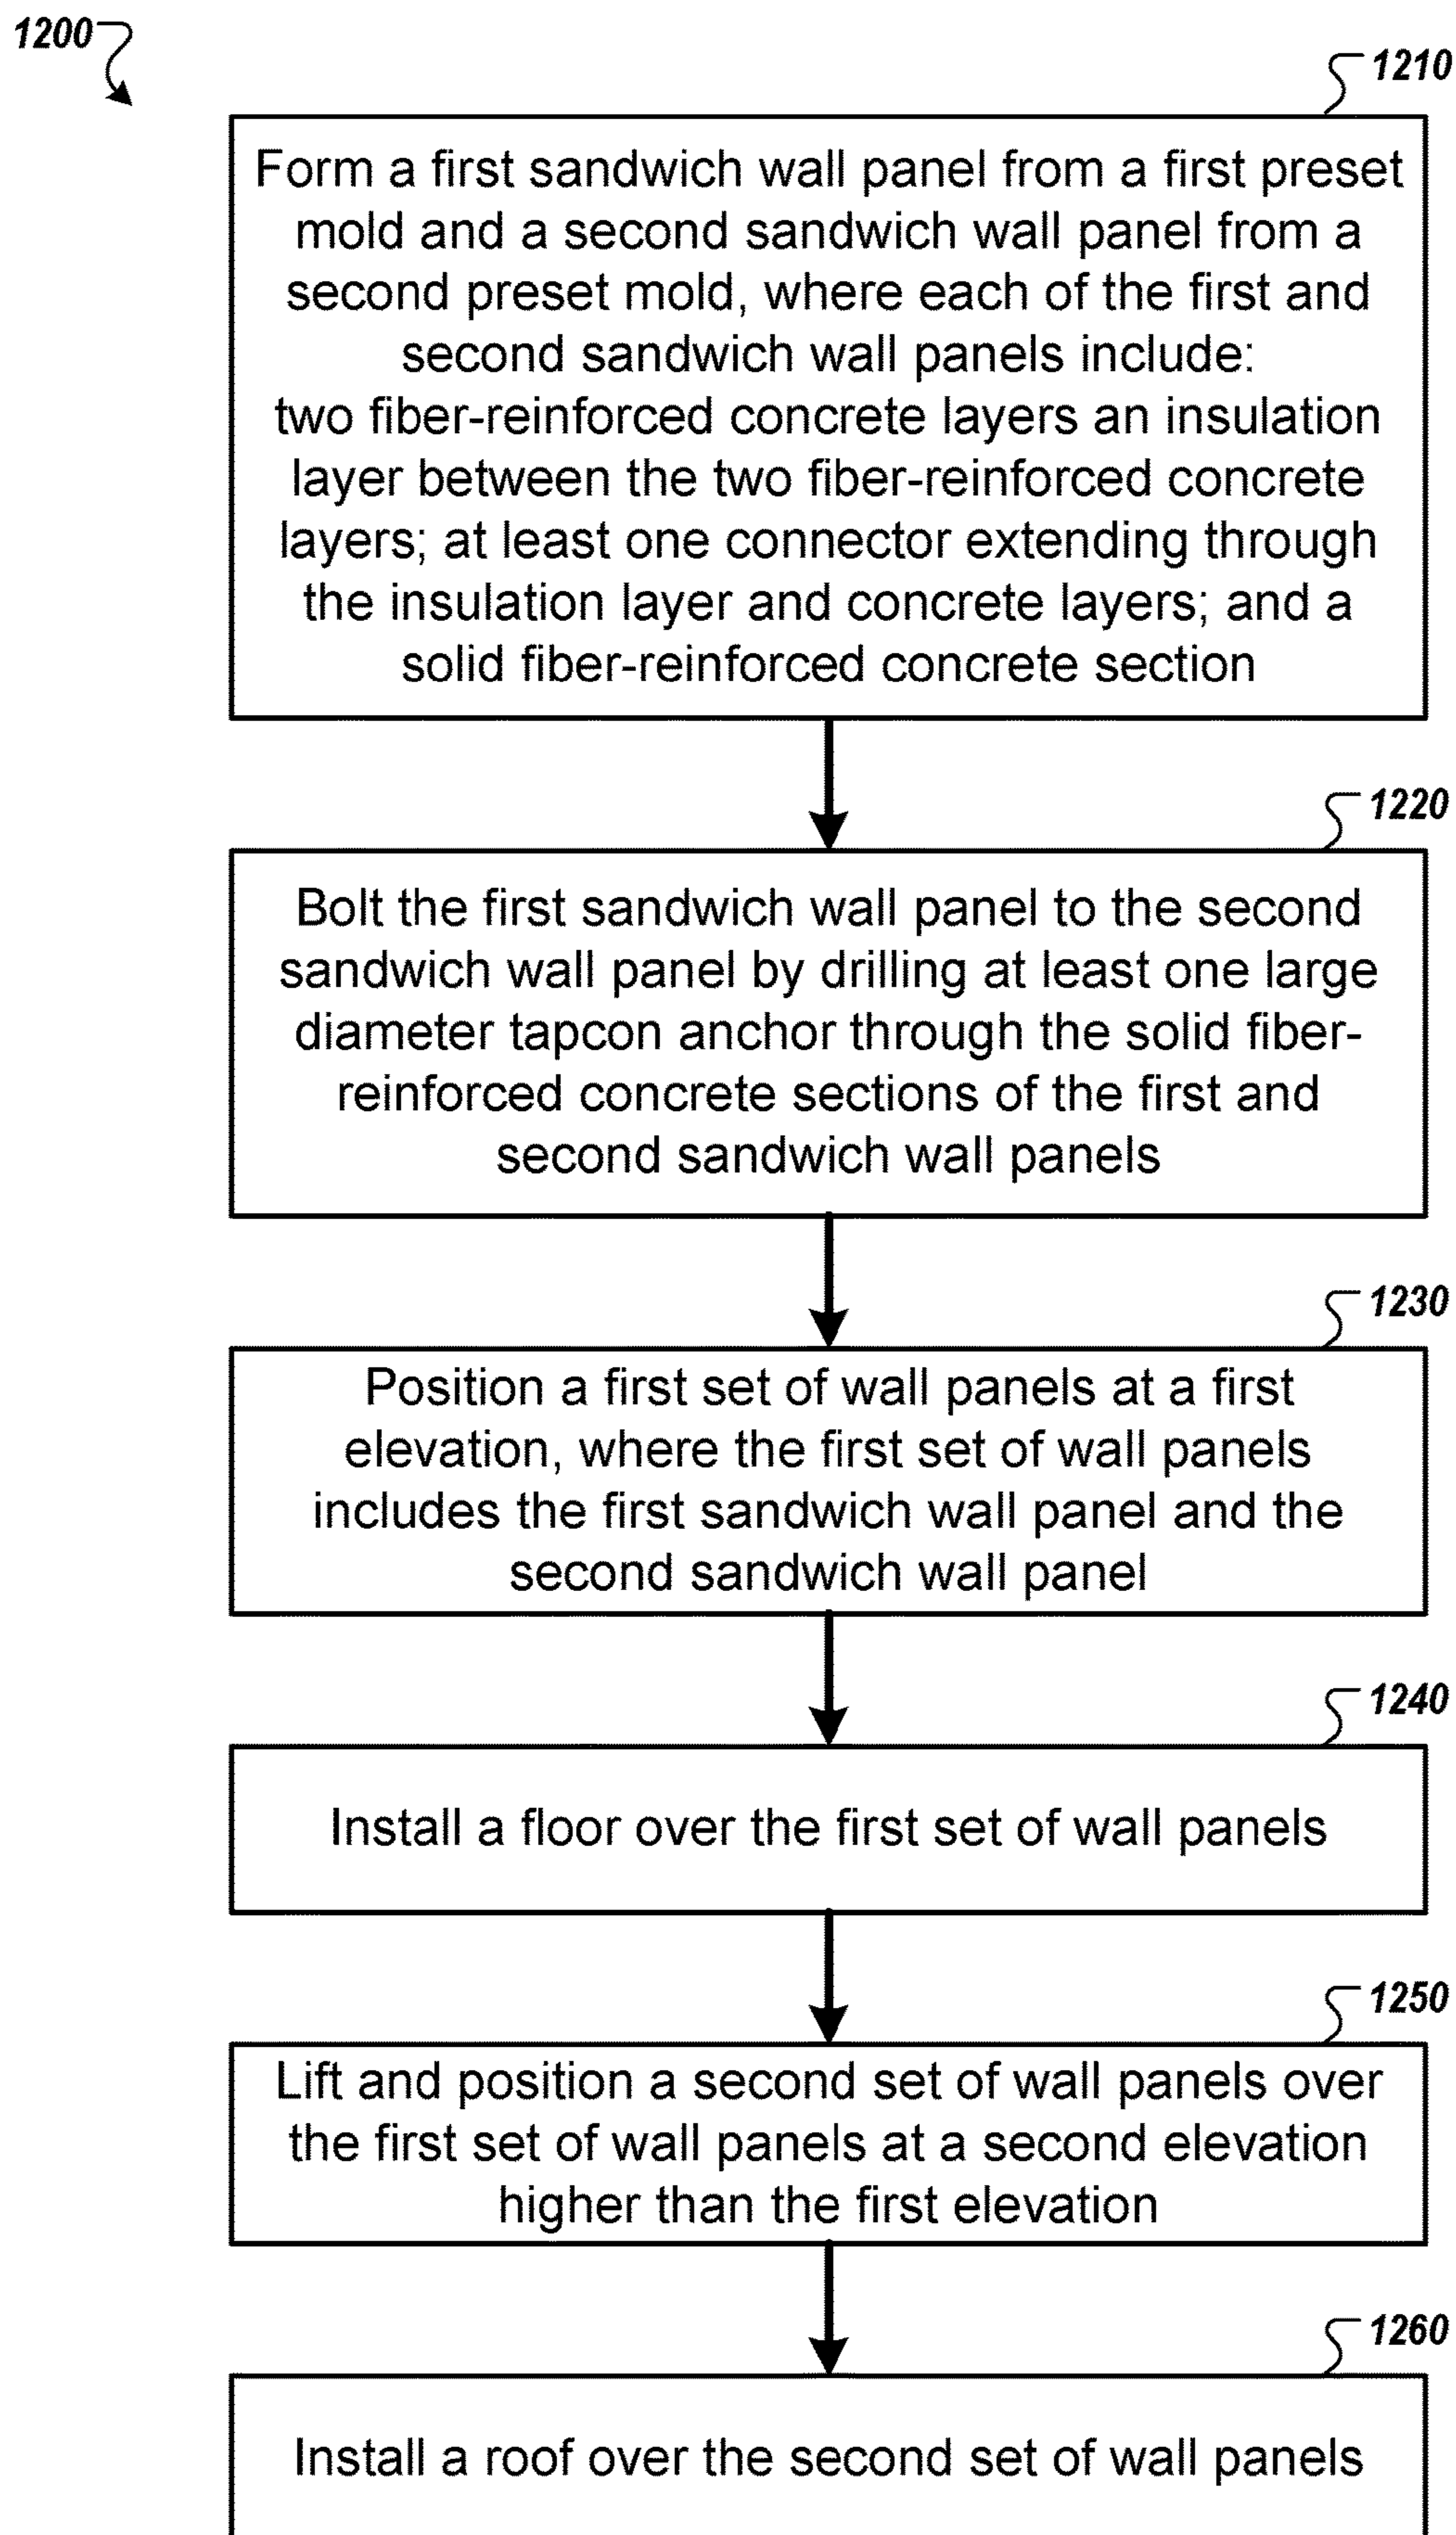 1200
1210
Form a first sandwich wall panel from a first preset
mold and a second sandwich wall panel from a
second preset mold, where each of the first and
second sandwich wall panels include:
two fiber-reinforced concrete layers an insulation
layer between the two fiber-reinforced concrete
layers; at least one connector extending through
the insulation layer and concrete layers; and a
solid fiber-reinforced concrete section
1220
Bolt the first sandwich wall panel to the second
sandwich wall panel by drilling at least one large
diameter tapcon anchor through the solid fiber-
reinforced concrete sections of the first and
second sandwich wall panels
1230
Position a first set of wall panels at a first
elevation, where the first set of wall panels
includes the first sandwich wall panel and the
second sandwich wall panel
1240
Install a floor over the first set of wall panels
1250
Lift and position a second set of wall panels over
the first set of wall panels at a second elevation
higher than the first elevation
1260
Install a roof over the second set of wall panels